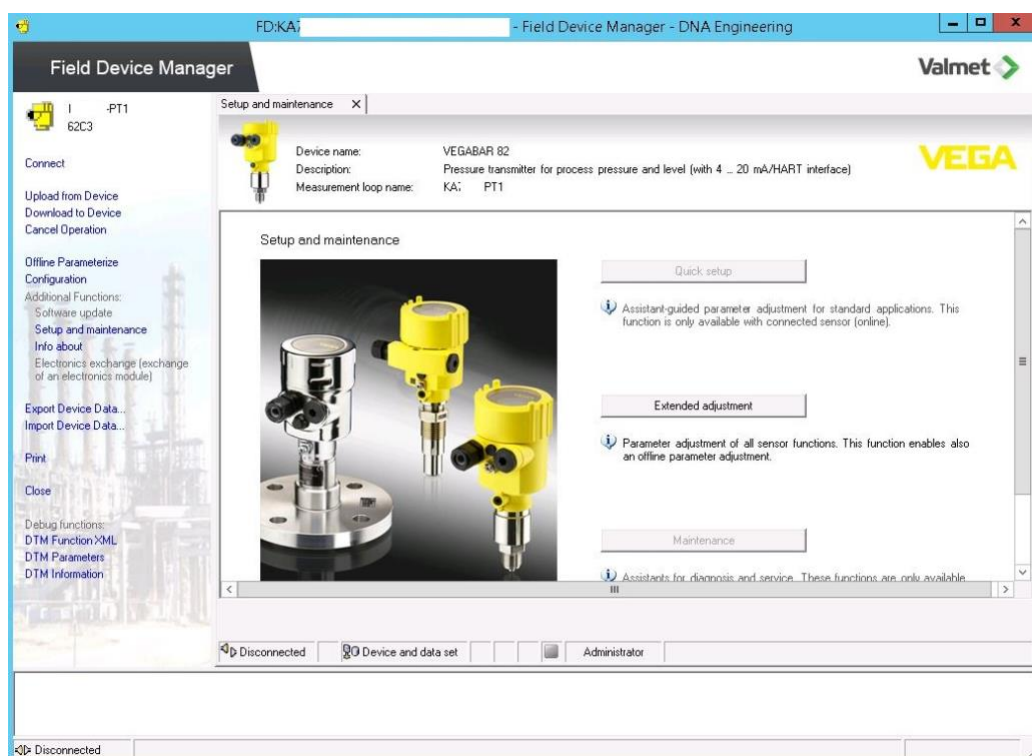 FD:KA7 - Field Device Manager - DNA Engineering
Field Device Manager
Valmet
I -PT1
62C3
Connect
Upload from Device
Download to Device
Cancel Operation
Offline Parameterize
Configuration
Additional Functions:
Software update
Setup and maintenance
Info about
Electronics exchange (exchange
of an electronics module)
Export Device Data...
Import Device Data...
Print
Close
Debug functions:
DTM Function XML
DTM Parameters
DTM Information
Setup and maintenance X
Device name: VEGABAR 82
Description: Pressure transmitter for process pressure and level (with 4 ... 20 mA/HART interface)
Measurement loop name: KA PT1
VEGA
Setup and maintenance
Quick setup
Assistant-guided parameter adjustment for standard applications. This
function is only available with connected sensor (online).
Extended adjustment
Parameter adjustment of all sensor functions. This function enables also
an offline parameter adjustment.
Maintenance
Assistants for diagnosis and service. These functions are only available
Disconnected Device and data set Administrator
Disconnected